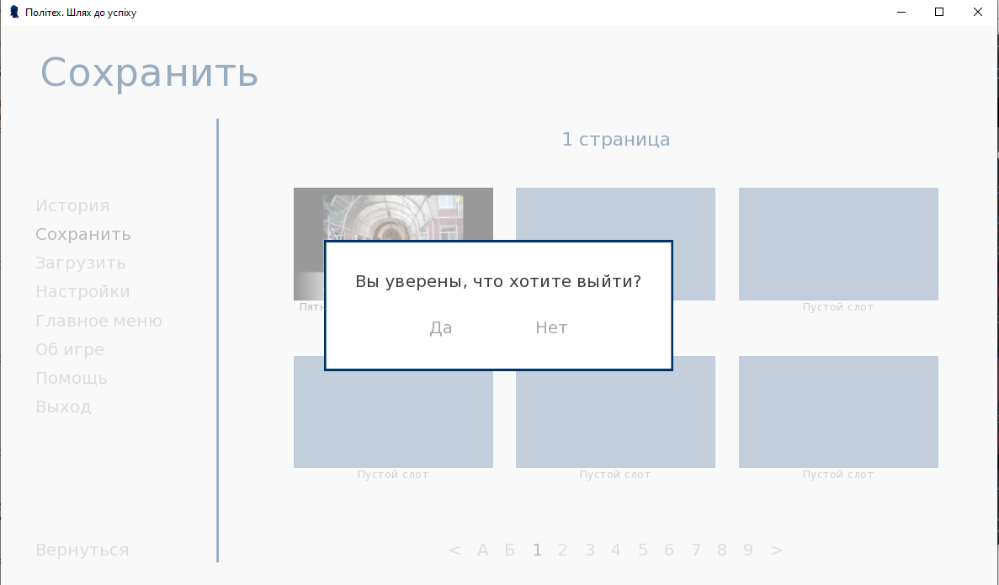 Політех. Шлях до успіху
Сохранить
1 страница
История
Сохранить
Загрузить
Настройки
Главное меню
Об игре
Помощь
Выход
Вы уверены, что хотите выйти?
Да Нет
Пустой слот
Пустой слот Пустой слот Пустой слот
Вернуться
< А Б 1 2 3 4 5 6 7 8 9 >